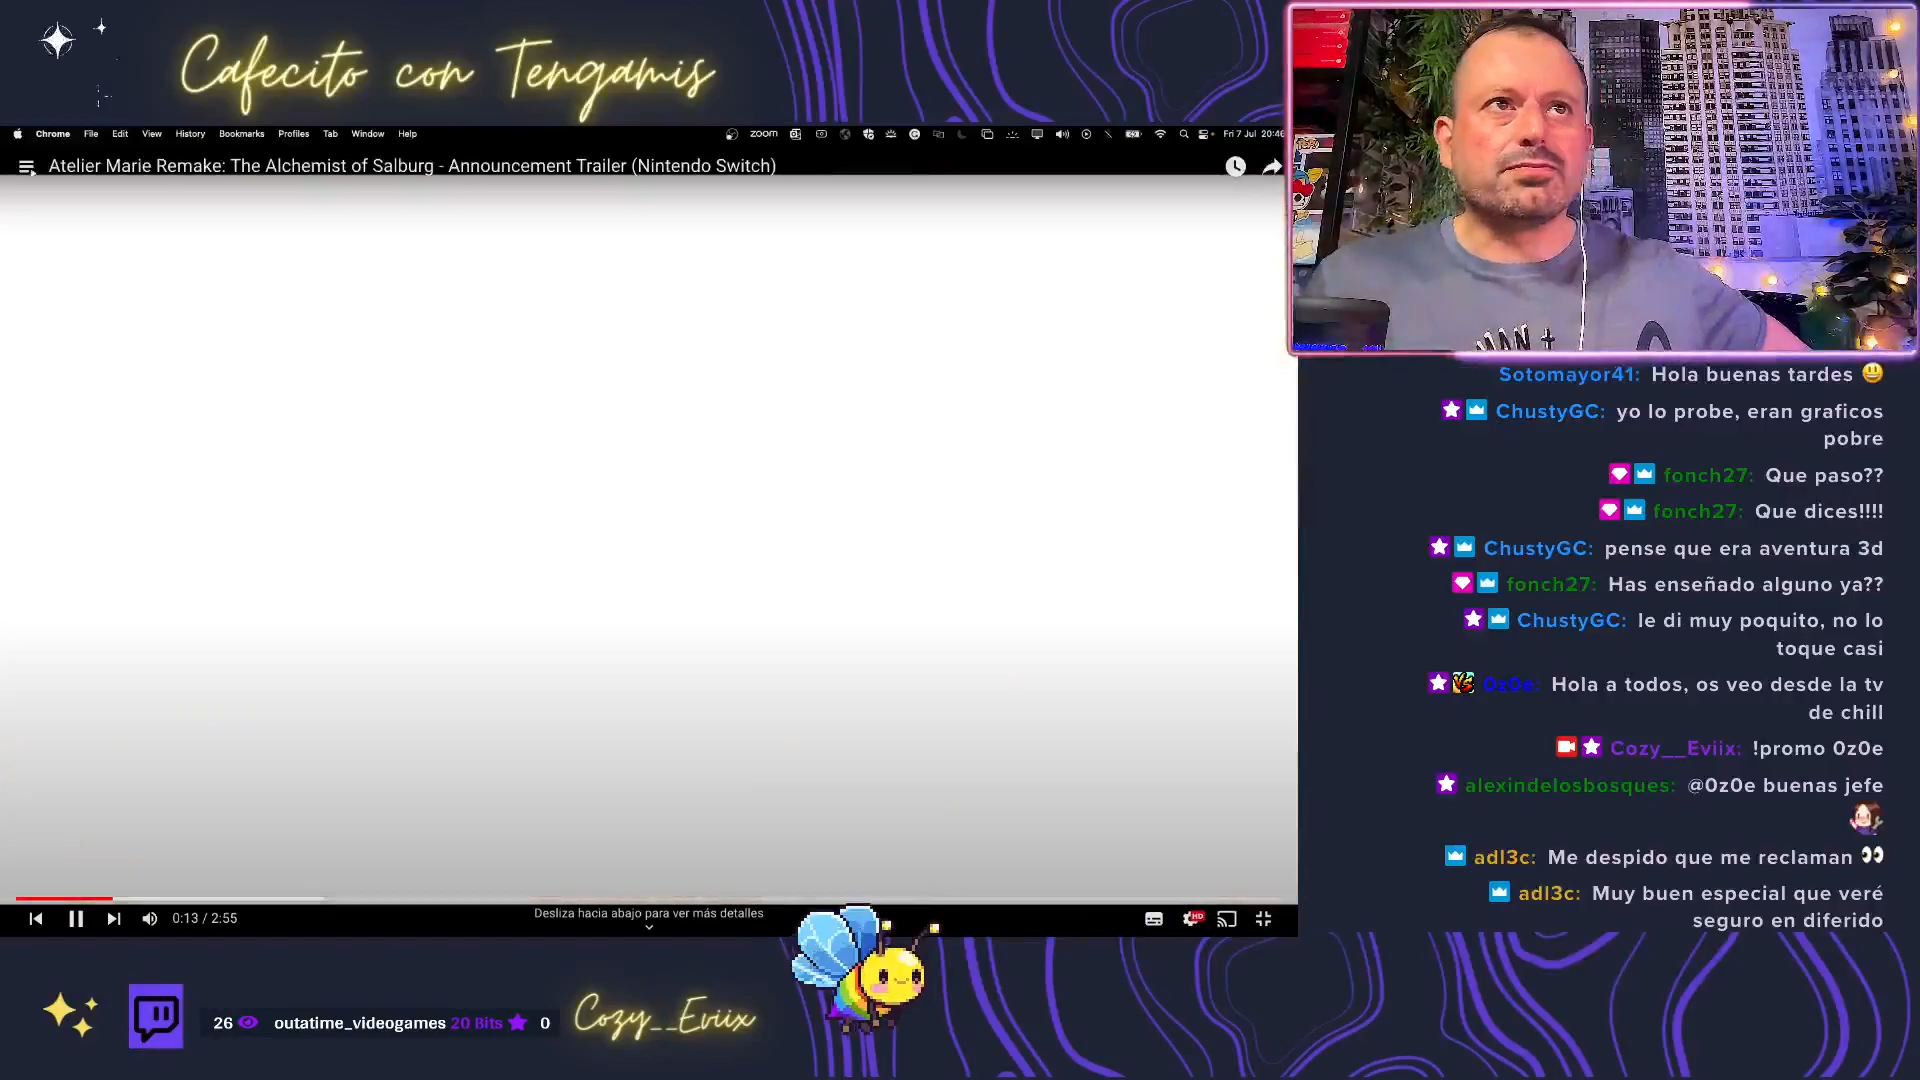 Cafecito con Tengamis
Chrome File Edit View History Bookmarks Profiles Tab Window Help zoom Fri 7 Jul 20:46
Atelier Marie Remake: The Alchemist of Salburg - Announcement Trailer (Nintendo Switch)
Sotomayor41: Hola buenas tardes 😃
ChustyGC: yo lo probe, eran graficos
pobre
fonch27: Que paso??
fonch27: Que dices!!!!
ChustyGC: pense que era aventura 3d
fonch27: Has enseñado alguno ya??
ChustyGC: le di muy poquito, no lo
toque casi
0z0e: Hola a todos, os veo desde la tv
de chill
Cozy__Eviix: !promo 0z0e
alexindelosbosques: @0z0e buenas jefe
adl3c: Me despido que me reclaman 👀
adl3c: Muy buen especial que veré
seguro en diferido
0:13 / 2:55
Desliza hacia abajo para ver más detalles
HD
26 outatime_videogames 20 Bits 0
Cozy__Eviix